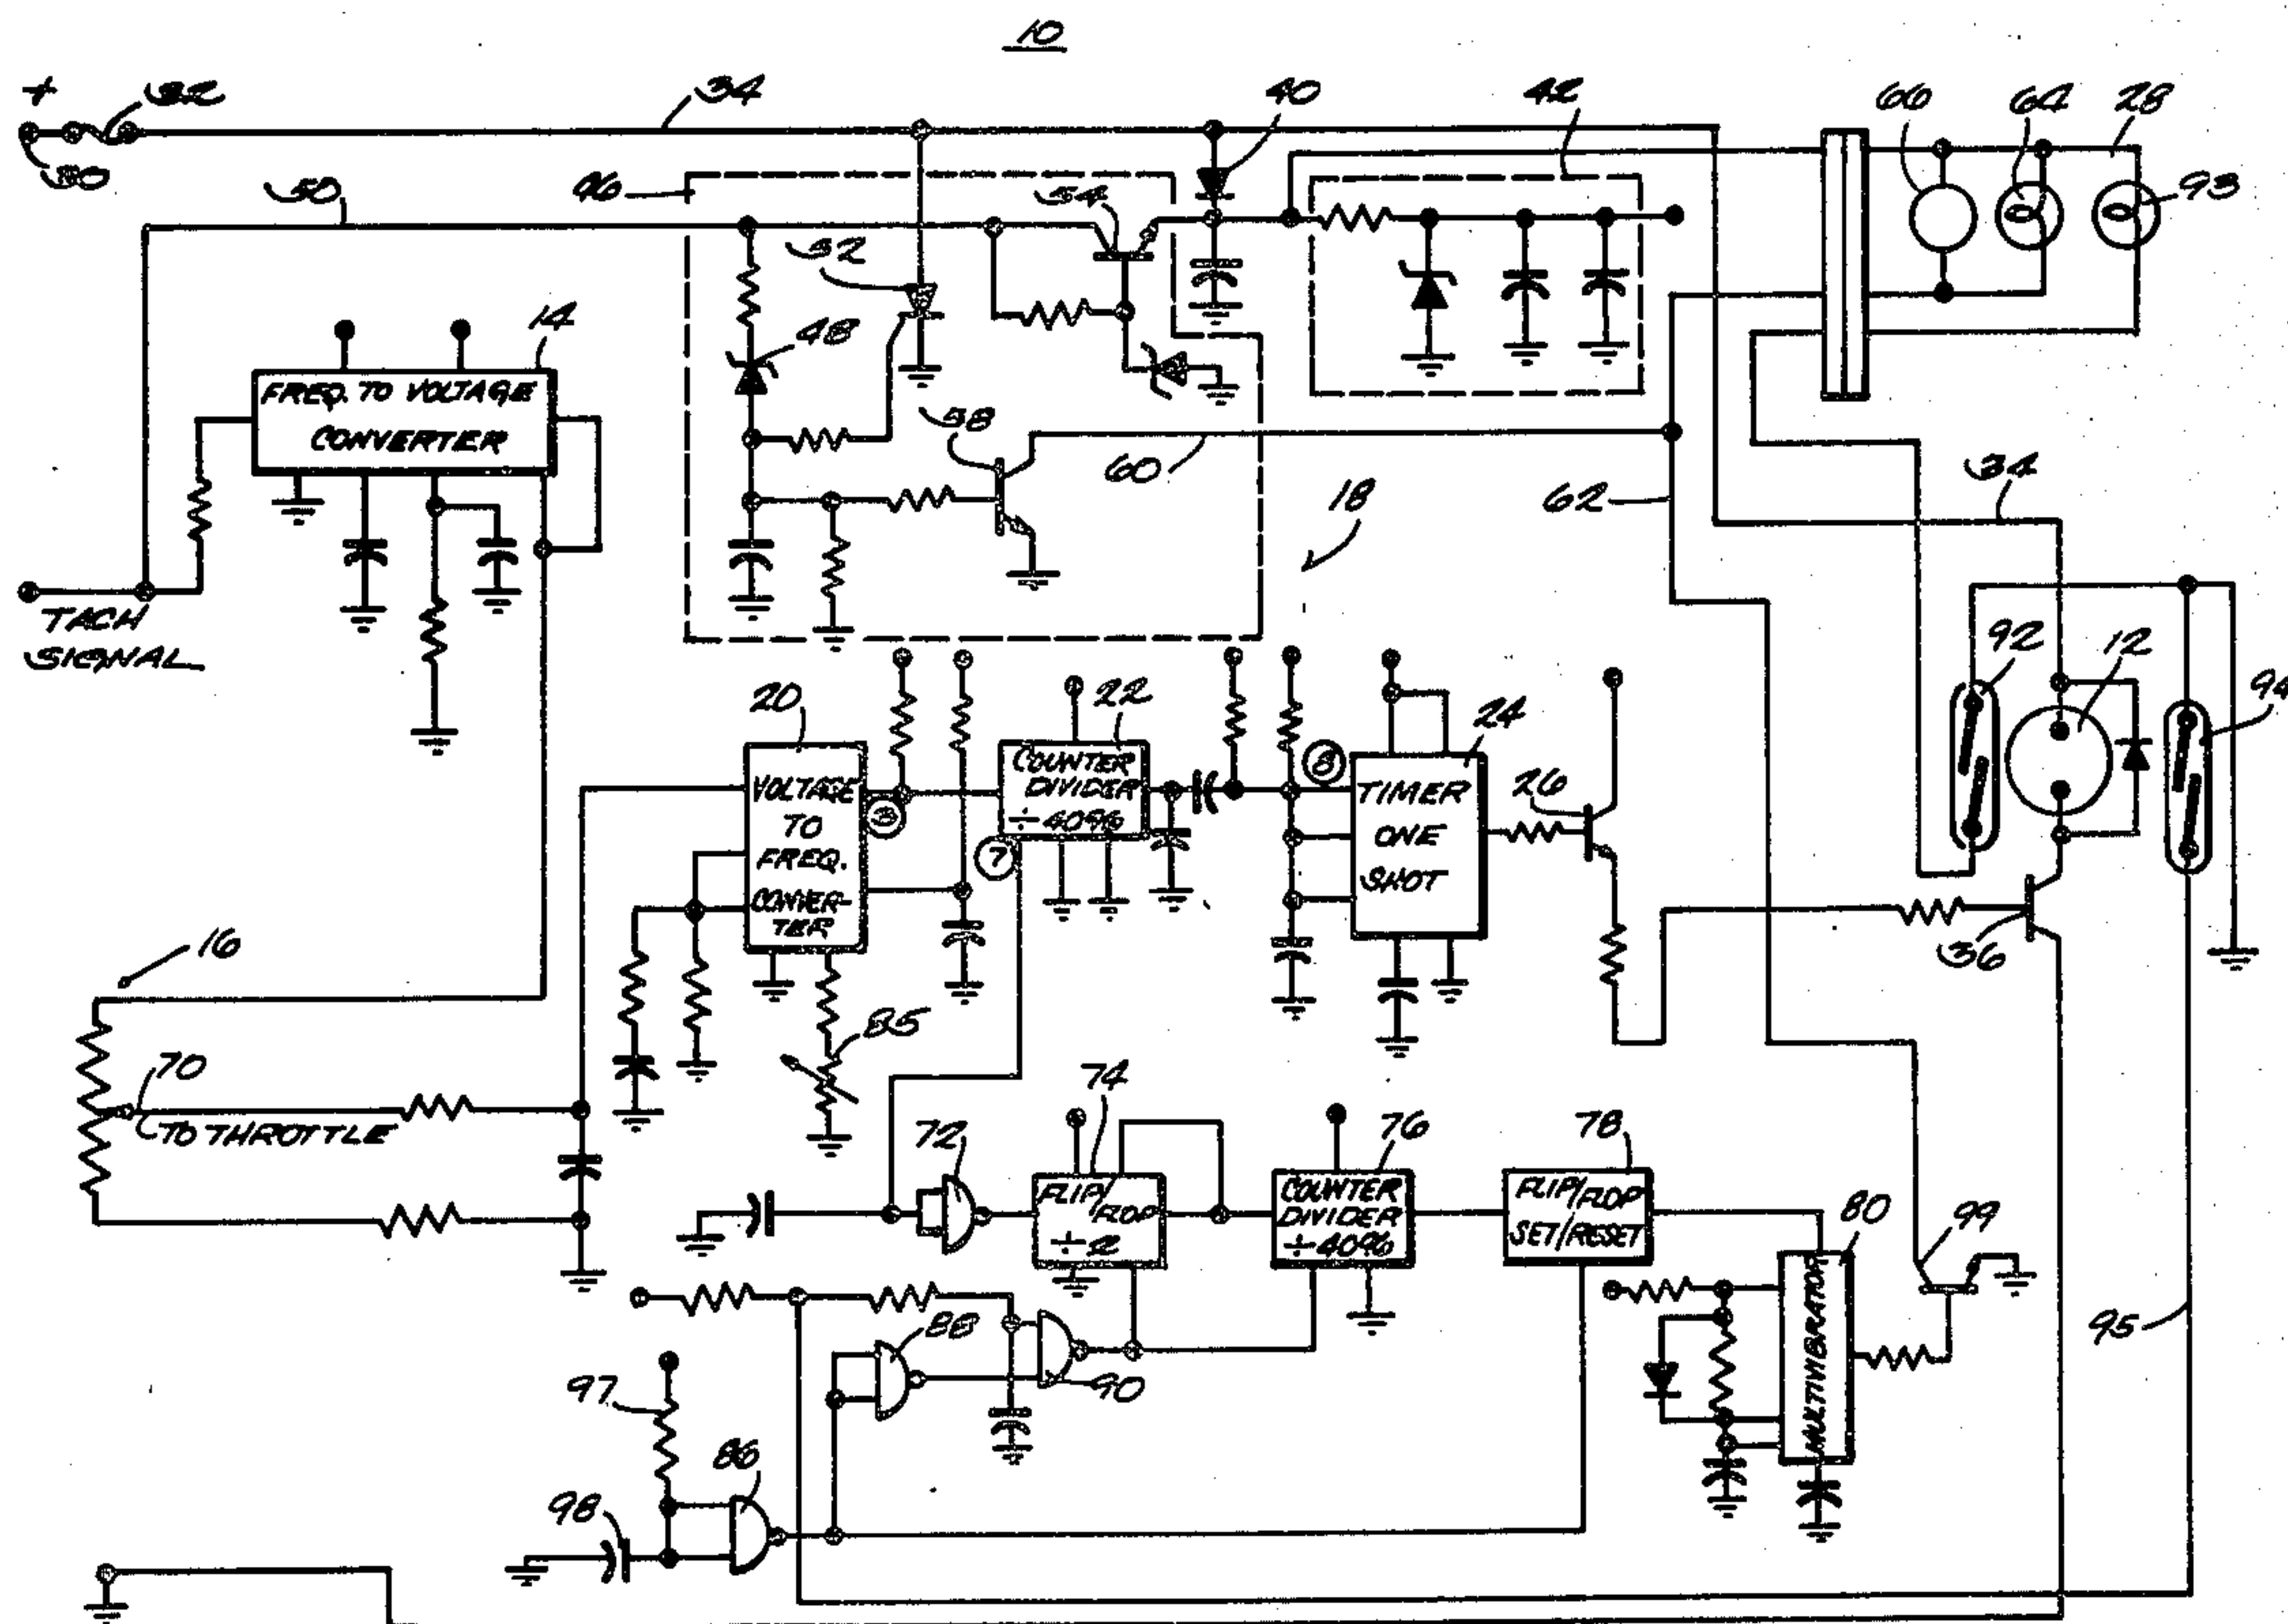 10
+
32
34
40
42
66
64
28
30
50
46
54
93
52
14
48
FREQ. TO VOLTAGE
CONVERTER
58
60
18
62
34
TACH
SIGNAL
92
12
94
20
22
24
VOLTAGE
TO
FREQ.
CONVER-
TER
3
COUNTER
DIVIDER
÷ 4096
7
8
TIMER
ONE
SHOT
26
36
16
85
70
TO THROTTLE
74
72
76
78
FLIP/
FLOP
÷ 2
COUNTER
DIVIDER
÷ 4096
FLIP/FLOP
SET/RESET
80
99
MULTIVIBRATOR
88
90
95
97
86
98